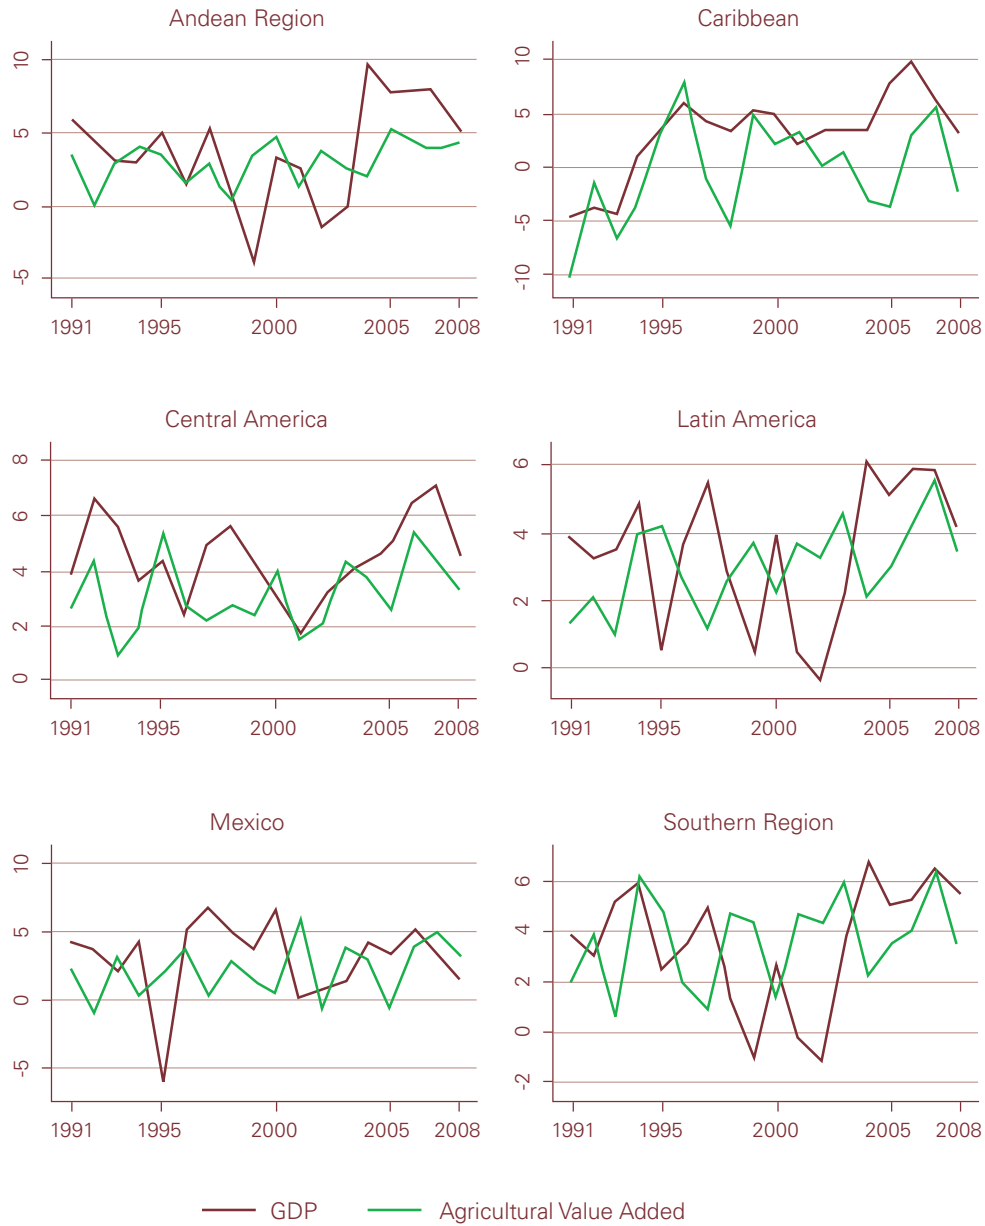 Andean Region
10
5
0
-5
1991 1995 2000 2005 2008
Caribbean
10
5
0
-5
-10
1991 1995 2000 2005 2008
Central America
8
6
4
2
0
1991 1995 2000 2005 2008
Latin America
6
4
2
0
1991 1995 2000 2005 2008
Mexico
10
5
0
-5
1991 1995 2000 2005 2008
Southern Region
6
4
2
0
-2
1991 1995 2000 2005 2008
GDP Agricultural Value Added